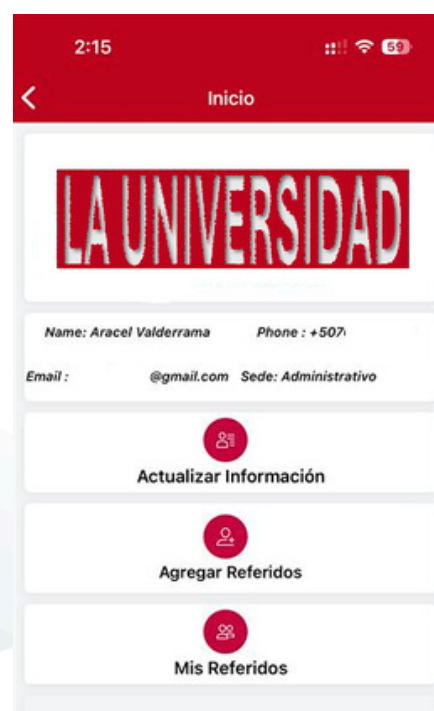 2:15 59
Inicio
LA UNIVERSIDAD
Name: Aracel Valderrama Phone : +507
Email : @gmail.com Sede: Administrativo
Actualizar Información
Agregar Referidos
Mis Referidos